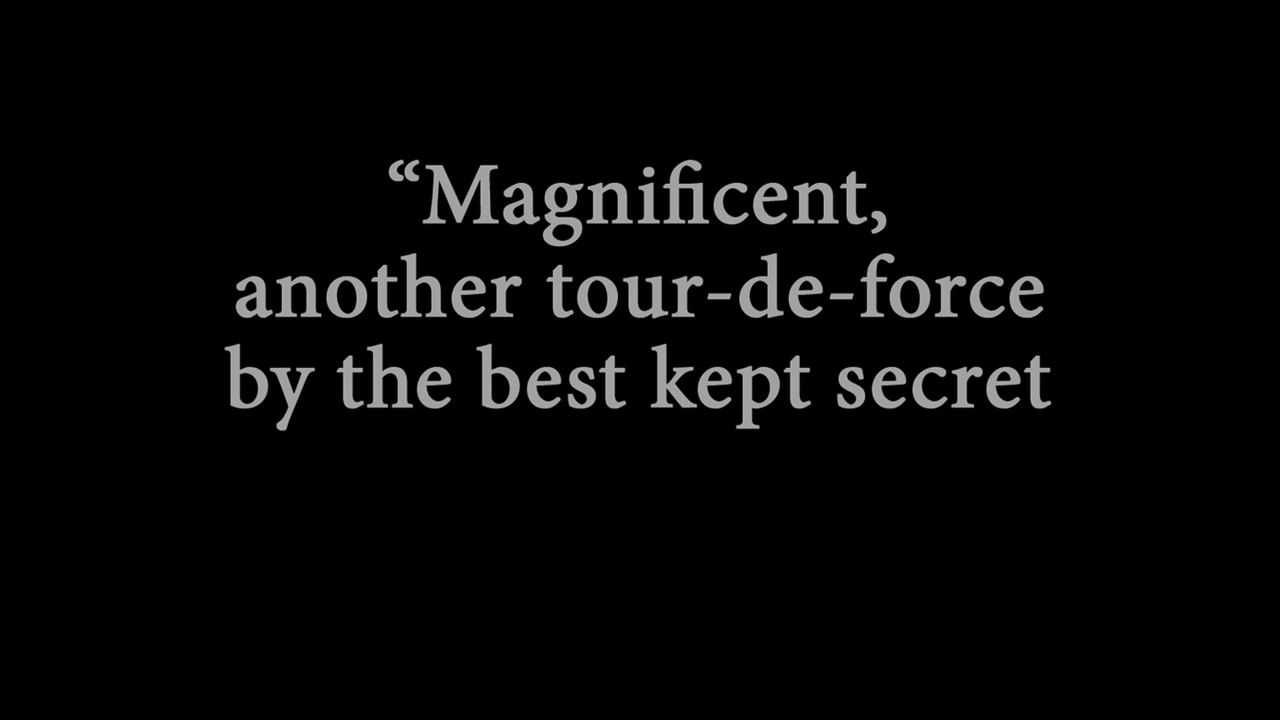 “Magnificent,
another tour-de-force
by the best kept secret